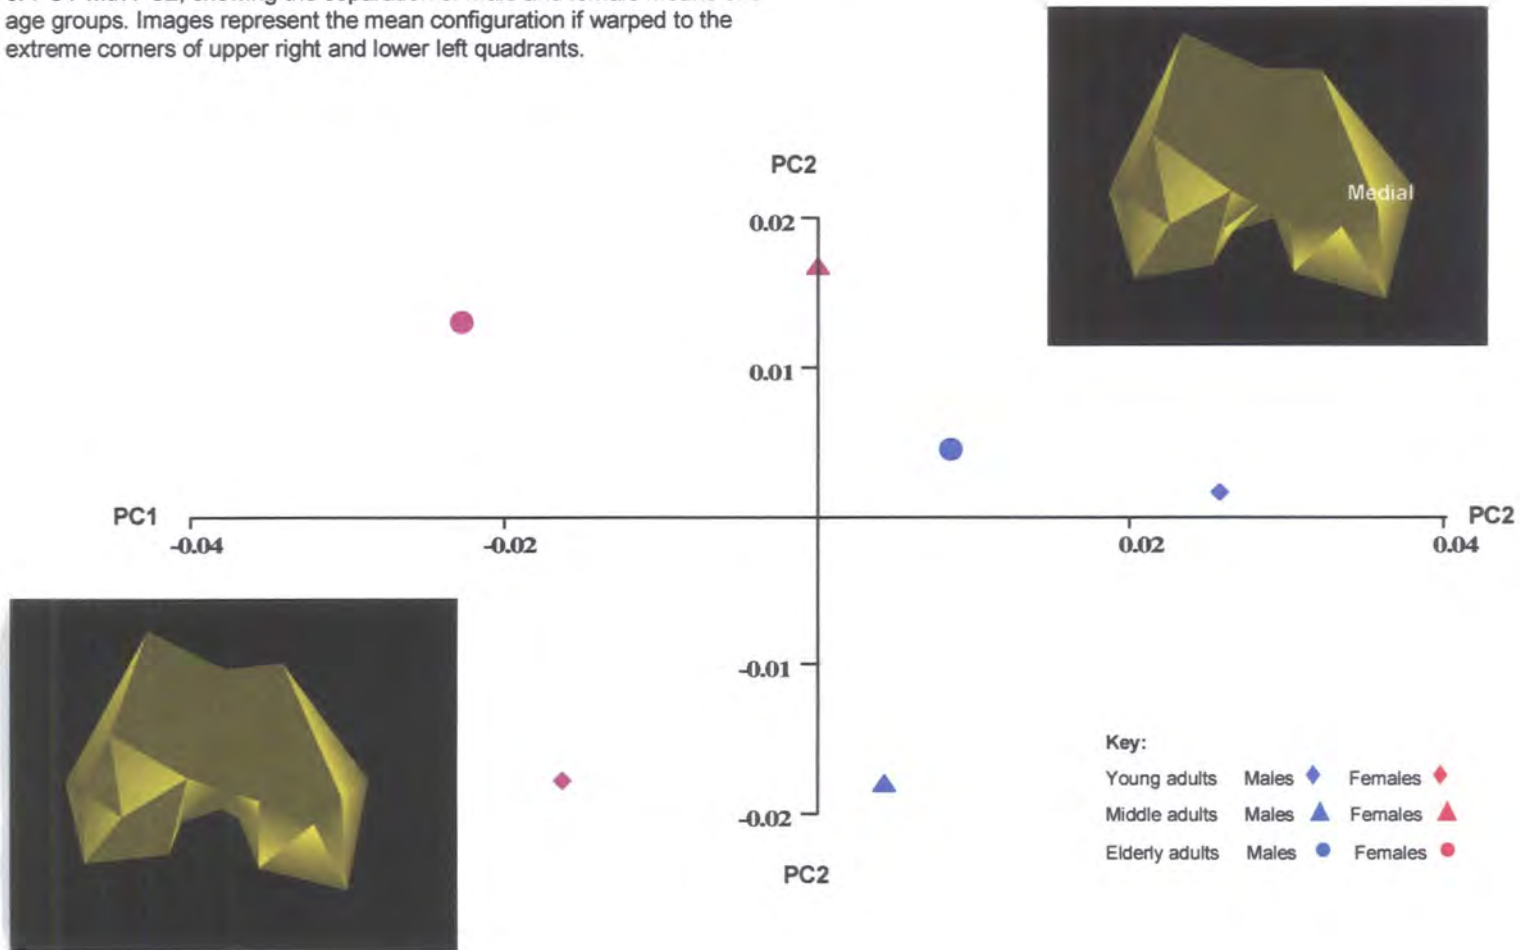 age groups. Images represent the mean configuration if warped to the
extreme corners of upper right and lower left quadrants.
Medial
PC2
0.02
0.01
PC1
PC2
-0.04
-0.02
0.02
0.04
-0.01
-0.02
PC2
Key:
Young adults Males Females
Middle adults Males Females
Elderly adults Males Females